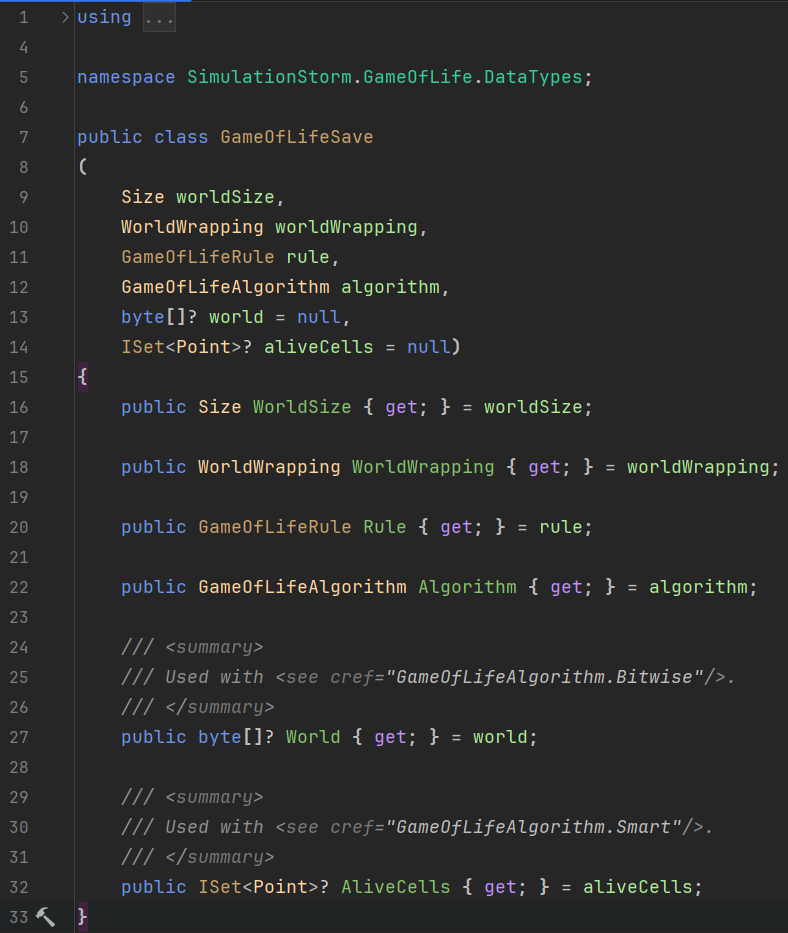 1 using ...
4
5 namespace SimulationStorm.GameOfLife.DataTypes;
6
7 public class GameOfLifeSave
8 (
9     Size worldSize,
10     WorldWrapping worldWrapping,
11     GameOfLifeRule rule,
12     GameOfLifeAlgorithm algorithm,
13     byte[]? world = null,
14     ISet<Point>? aliveCells = null)
15 {
16     public Size WorldSize { get; } = worldSize;
17
18     public WorldWrapping WorldWrapping { get; } = worldWrapping;
19
20     public GameOfLifeRule Rule { get; } = rule;
21
22     public GameOfLifeAlgorithm Algorithm { get; } = algorithm;
23
24     /// <summary>
25     /// Used with <see cref="GameOfLifeAlgorithm.Bitwise"/>.
26     /// </summary>
27     public byte[]? World { get; } = world;
28
29     /// <summary>
30     /// Used with <see cref="GameOfLifeAlgorithm.Smart"/>.
31     /// </summary>
32     public ISet<Point>? AliveCells { get; } = aliveCells;
33 }